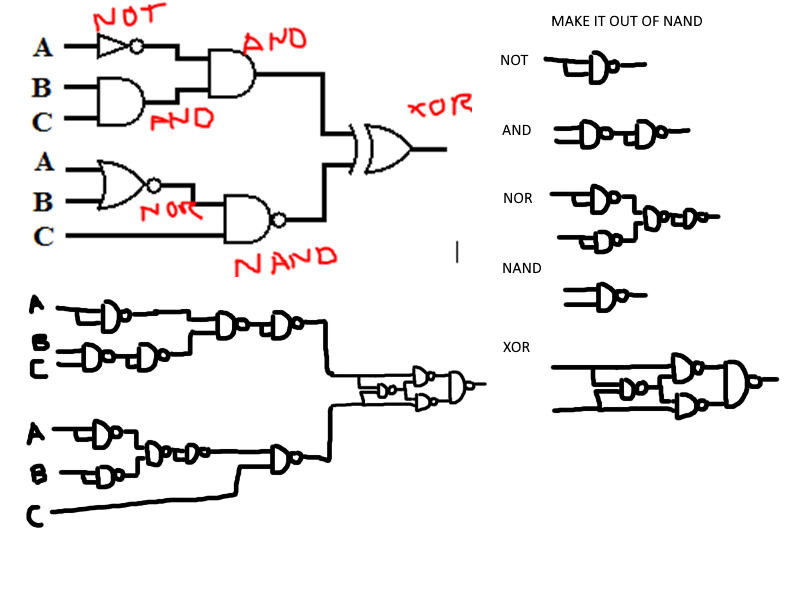 NOT
A
AND
B
C
AND
XOR
A
B
NOR
C
NAND
MAKE IT OUT OF NAND
NOT
AND
NOR
NAND
XOR
A
B
C
A
B
C